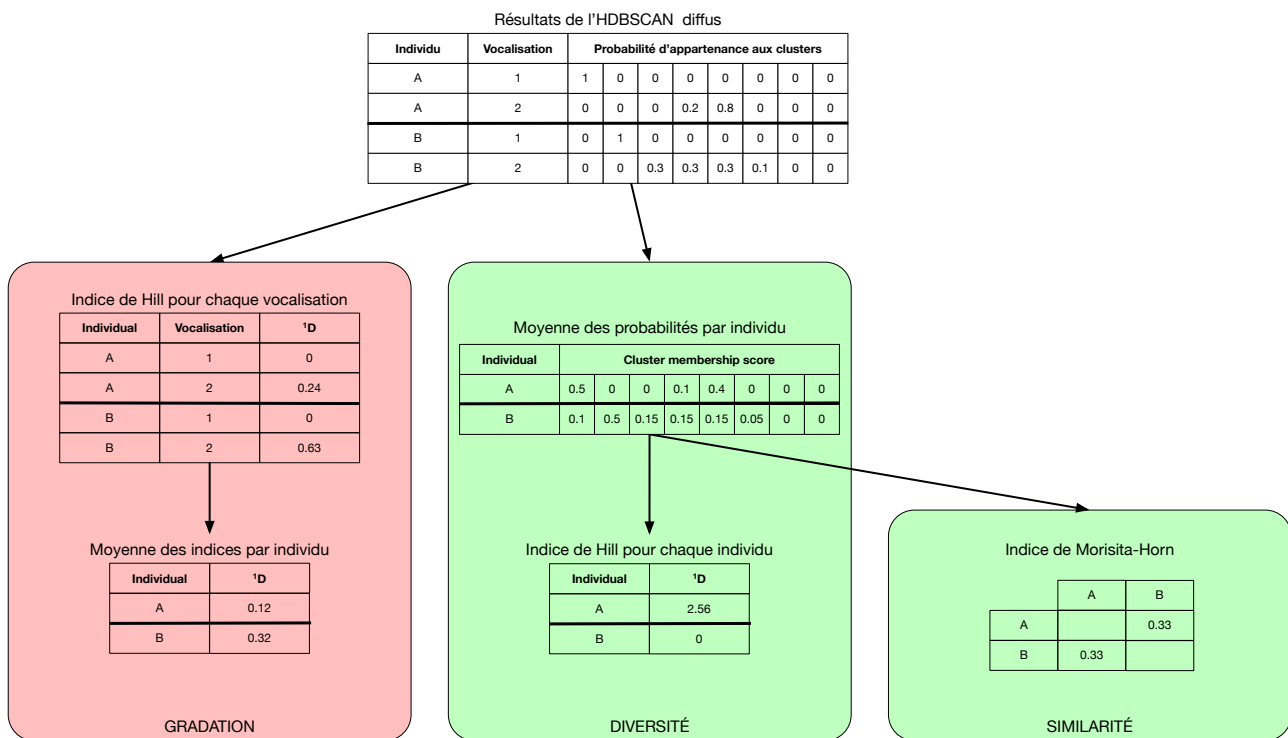 Résultats de l'HDBSCAN diffus
Individu Vocalisation Probabilité d'appartenance aux clusters
A 1 1 0 0 0 0 0 0 0
A 2 0 0 0 0.2 0.8 0 0 0
B 1 0 1 0 0 0 0 0 0
B 2 0 0 0.3 0.3 0.3 0.1 0 0
Indice de Hill pour chaque vocalisation
Individual Vocalisation ¹D
A 1 0
A 2 0.24
B 1 0
B 2 0.63
Moyenne des indices par individu
Individual ¹D
A 0.12
B 0.32
GRADATION
Moyenne des probabilités par individu
Individual Cluster membership score
A 0.5 0 0 0.1 0.4 0 0 0
B 0.1 0.5 0.15 0.15 0.15 0.05 0 0
Indice de Hill pour chaque individu
Individual ¹D
A 2.56
B 0
DIVERSITÉ
Indice de Morisita-Horn
A B
A 0.33
B 0.33
SIMILARITÉ